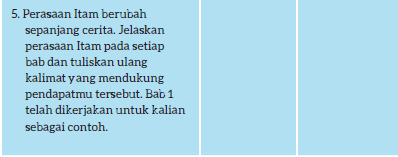 5. Perasaan Itam berubah
sepanjang cerita. Jelaskan
perasaan Itam pada setiap
bab dan tuliskan ulang
kalimat yang mendukung
pendapatmu tersebut. Bab 1
telah dikerjakan untuk kalian
sebagai contoh.